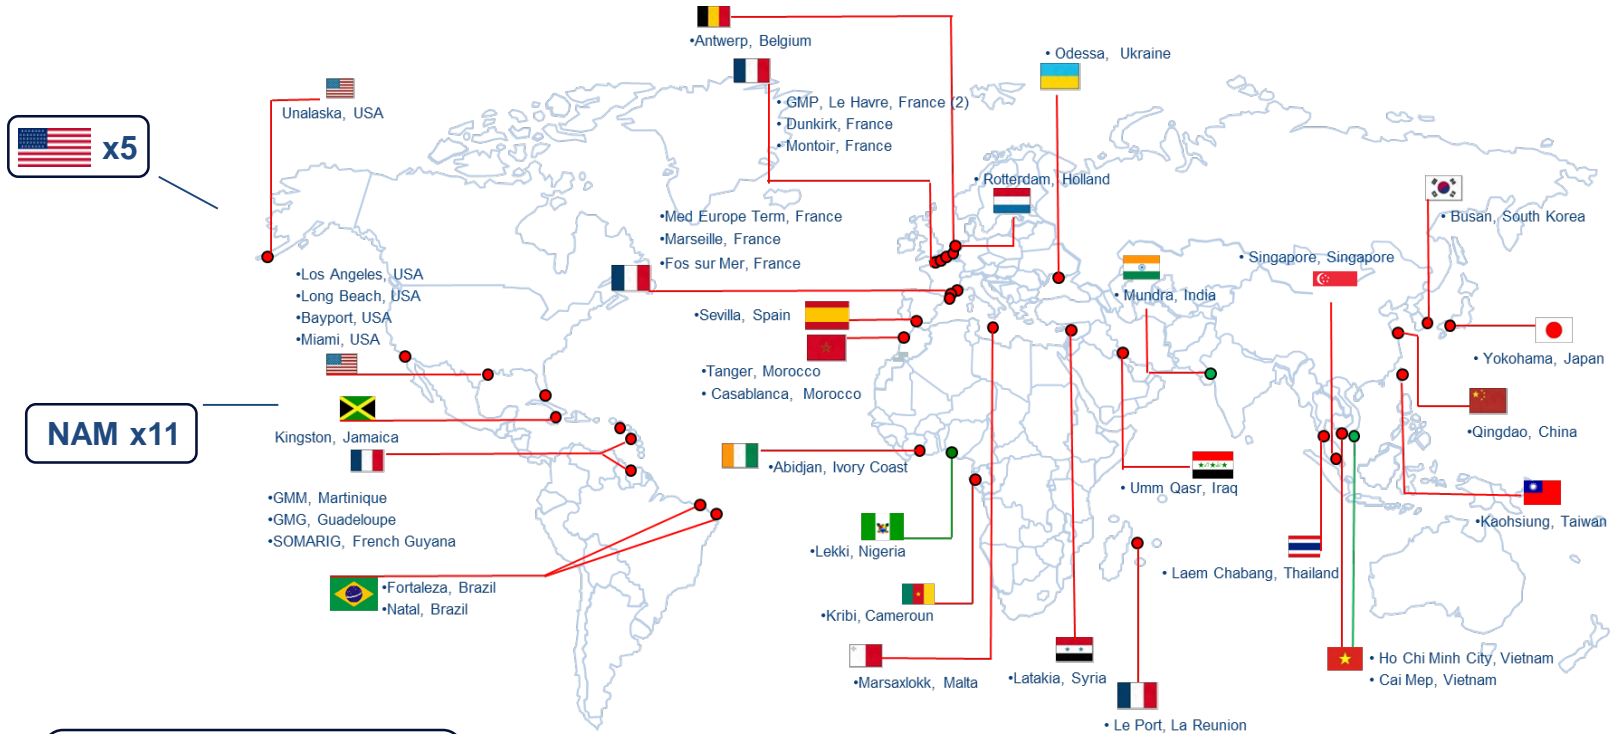 •Antwerp, Belgium
• Odessa, Ukraine
Unalaska, USA
• GMP, Le Havre, France (2)
• Dunkirk, France
• Montoir, France
x5
• Rotterdam, Holland
•Med Europe Term, France
•Marseille, France
•Fos sur Mer, France
• Busan, South Korea
• Singapore, Singapore
•Los Angeles, USA
•Long Beach, USA
•Bayport, USA
•Miami, USA
• Mundra, India
•Sevilla, Spain
• Yokohama, Japan
•Tanger, Morocco
• Casablanca, Morocco
NAM x11
Kingston, Jamaica
•Qingdao, China
•Abidjan, Ivory Coast
• Umm Qasr, Iraq
•GMM, Martinique
•GMG, Guadeloupe
•SOMARIG, French Guyana
•Kaohsiung, Taiwan
•Lekki, Nigeria
• Laem Chabang, Thailand
•Fortaleza, Brazil
•Natal, Brazil
•Kribi, Cameroun
• Ho Chi Minh City, Vietnam
• Cai Mep, Vietnam
•Marsaxlokk, Malta
•Latakia, Syria
• Le Port, La Reunion